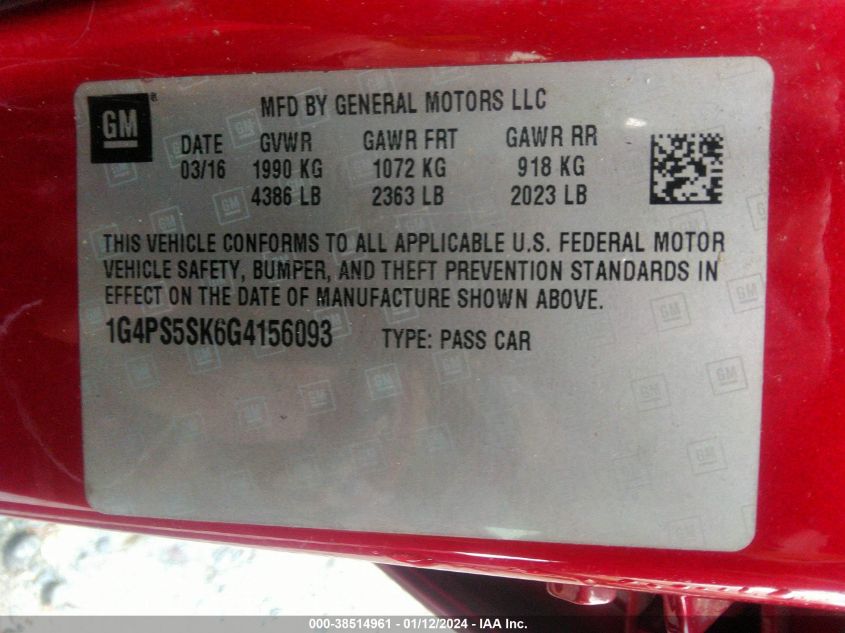 GM
®
MFD BY GENERAL MOTORS LLC
DATE GVWR GAWR FRT GAWR RR
03/16 1990 KG 1072 KG 918 KG
4386 LB 2363 LB 2023 LB
THIS VEHICLE CONFORMS TO ALL APPLICABLE U.S. FEDERAL MOTOR
VEHICLE SAFETY, BUMPER, AND THEFT PREVENTION STANDARDS IN
EFFECT ON THE DATE OF MANUFACTURE SHOWN ABOVE.
1G4PS5SK6G4156093 TYPE: PASS CAR
000-38514961 - 01/12/2024 - IAA Inc.